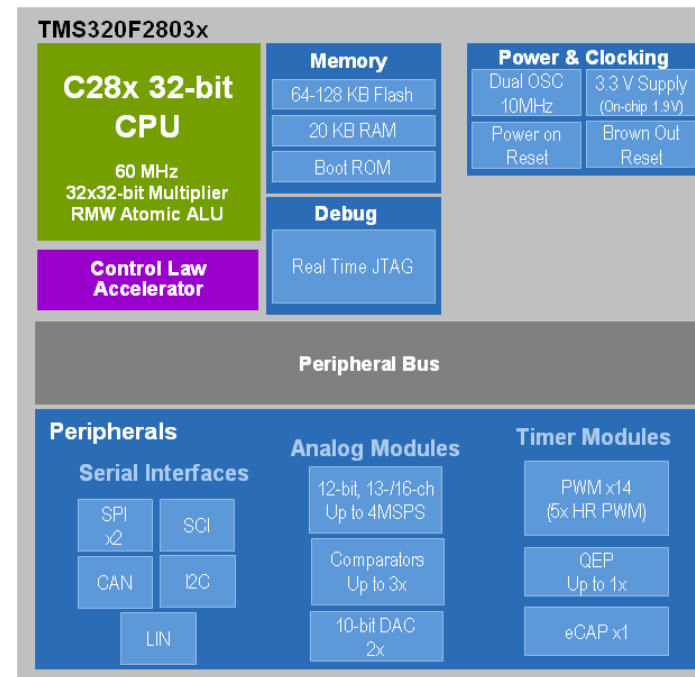 TMS320F2803x
C28x 32-bit
CPU
60 MHz
32x32-bit Multiplier
RMW Atomic ALU
Control Law
Accelerator
Memory
64-128 KB Flash
20 KB RAM
Boot ROM
Debug
Real Time JTAG
Power & Clocking
Dual OSC
10MHz
3.3 V Supply
(On-chip 1.9V)
Power on
Reset
Brown Out
Reset
Peripheral Bus
Peripherals
Serial Interfaces
SPI
x2
SCI
CAN
I2C
LIN
Analog Modules
12-bit, 13-/16-ch
Up to 4MSPS
Comparators
Up to 3x
10-bit DAC
2x
Timer Modules
PWM x14
(5x HR PWM)
QEP
Up to 1x
eCAP x1